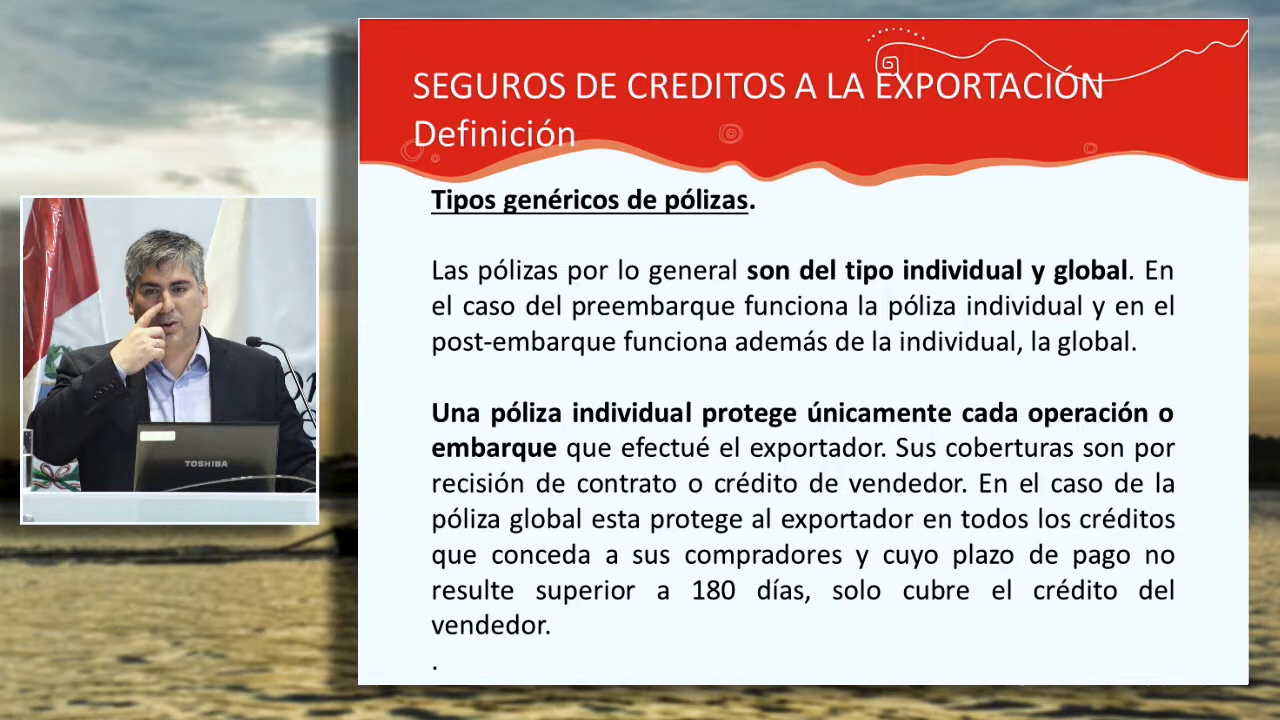 SEGUROS DE CREDITOS A LA EXPORTACIÓN
Definición
Tipos genéricos de pólizas.
Las pólizas por lo general son del tipo individual y global. En
el caso del preembarque funciona la póliza individual y en el
post-embarque funciona además de la individual, la global.
Una póliza individual protege únicamente cada operación o
embarque que efectué el exportador. Sus coberturas son por
recisión de contrato o crédito de vendedor. En el caso de la
póliza global esta protege al exportador en todos los créditos
que conceda a sus compradores y cuyo plazo de pago no
resulte superior a 180 días, solo cubre el crédito del
vendedor.
.
TOSHIBA